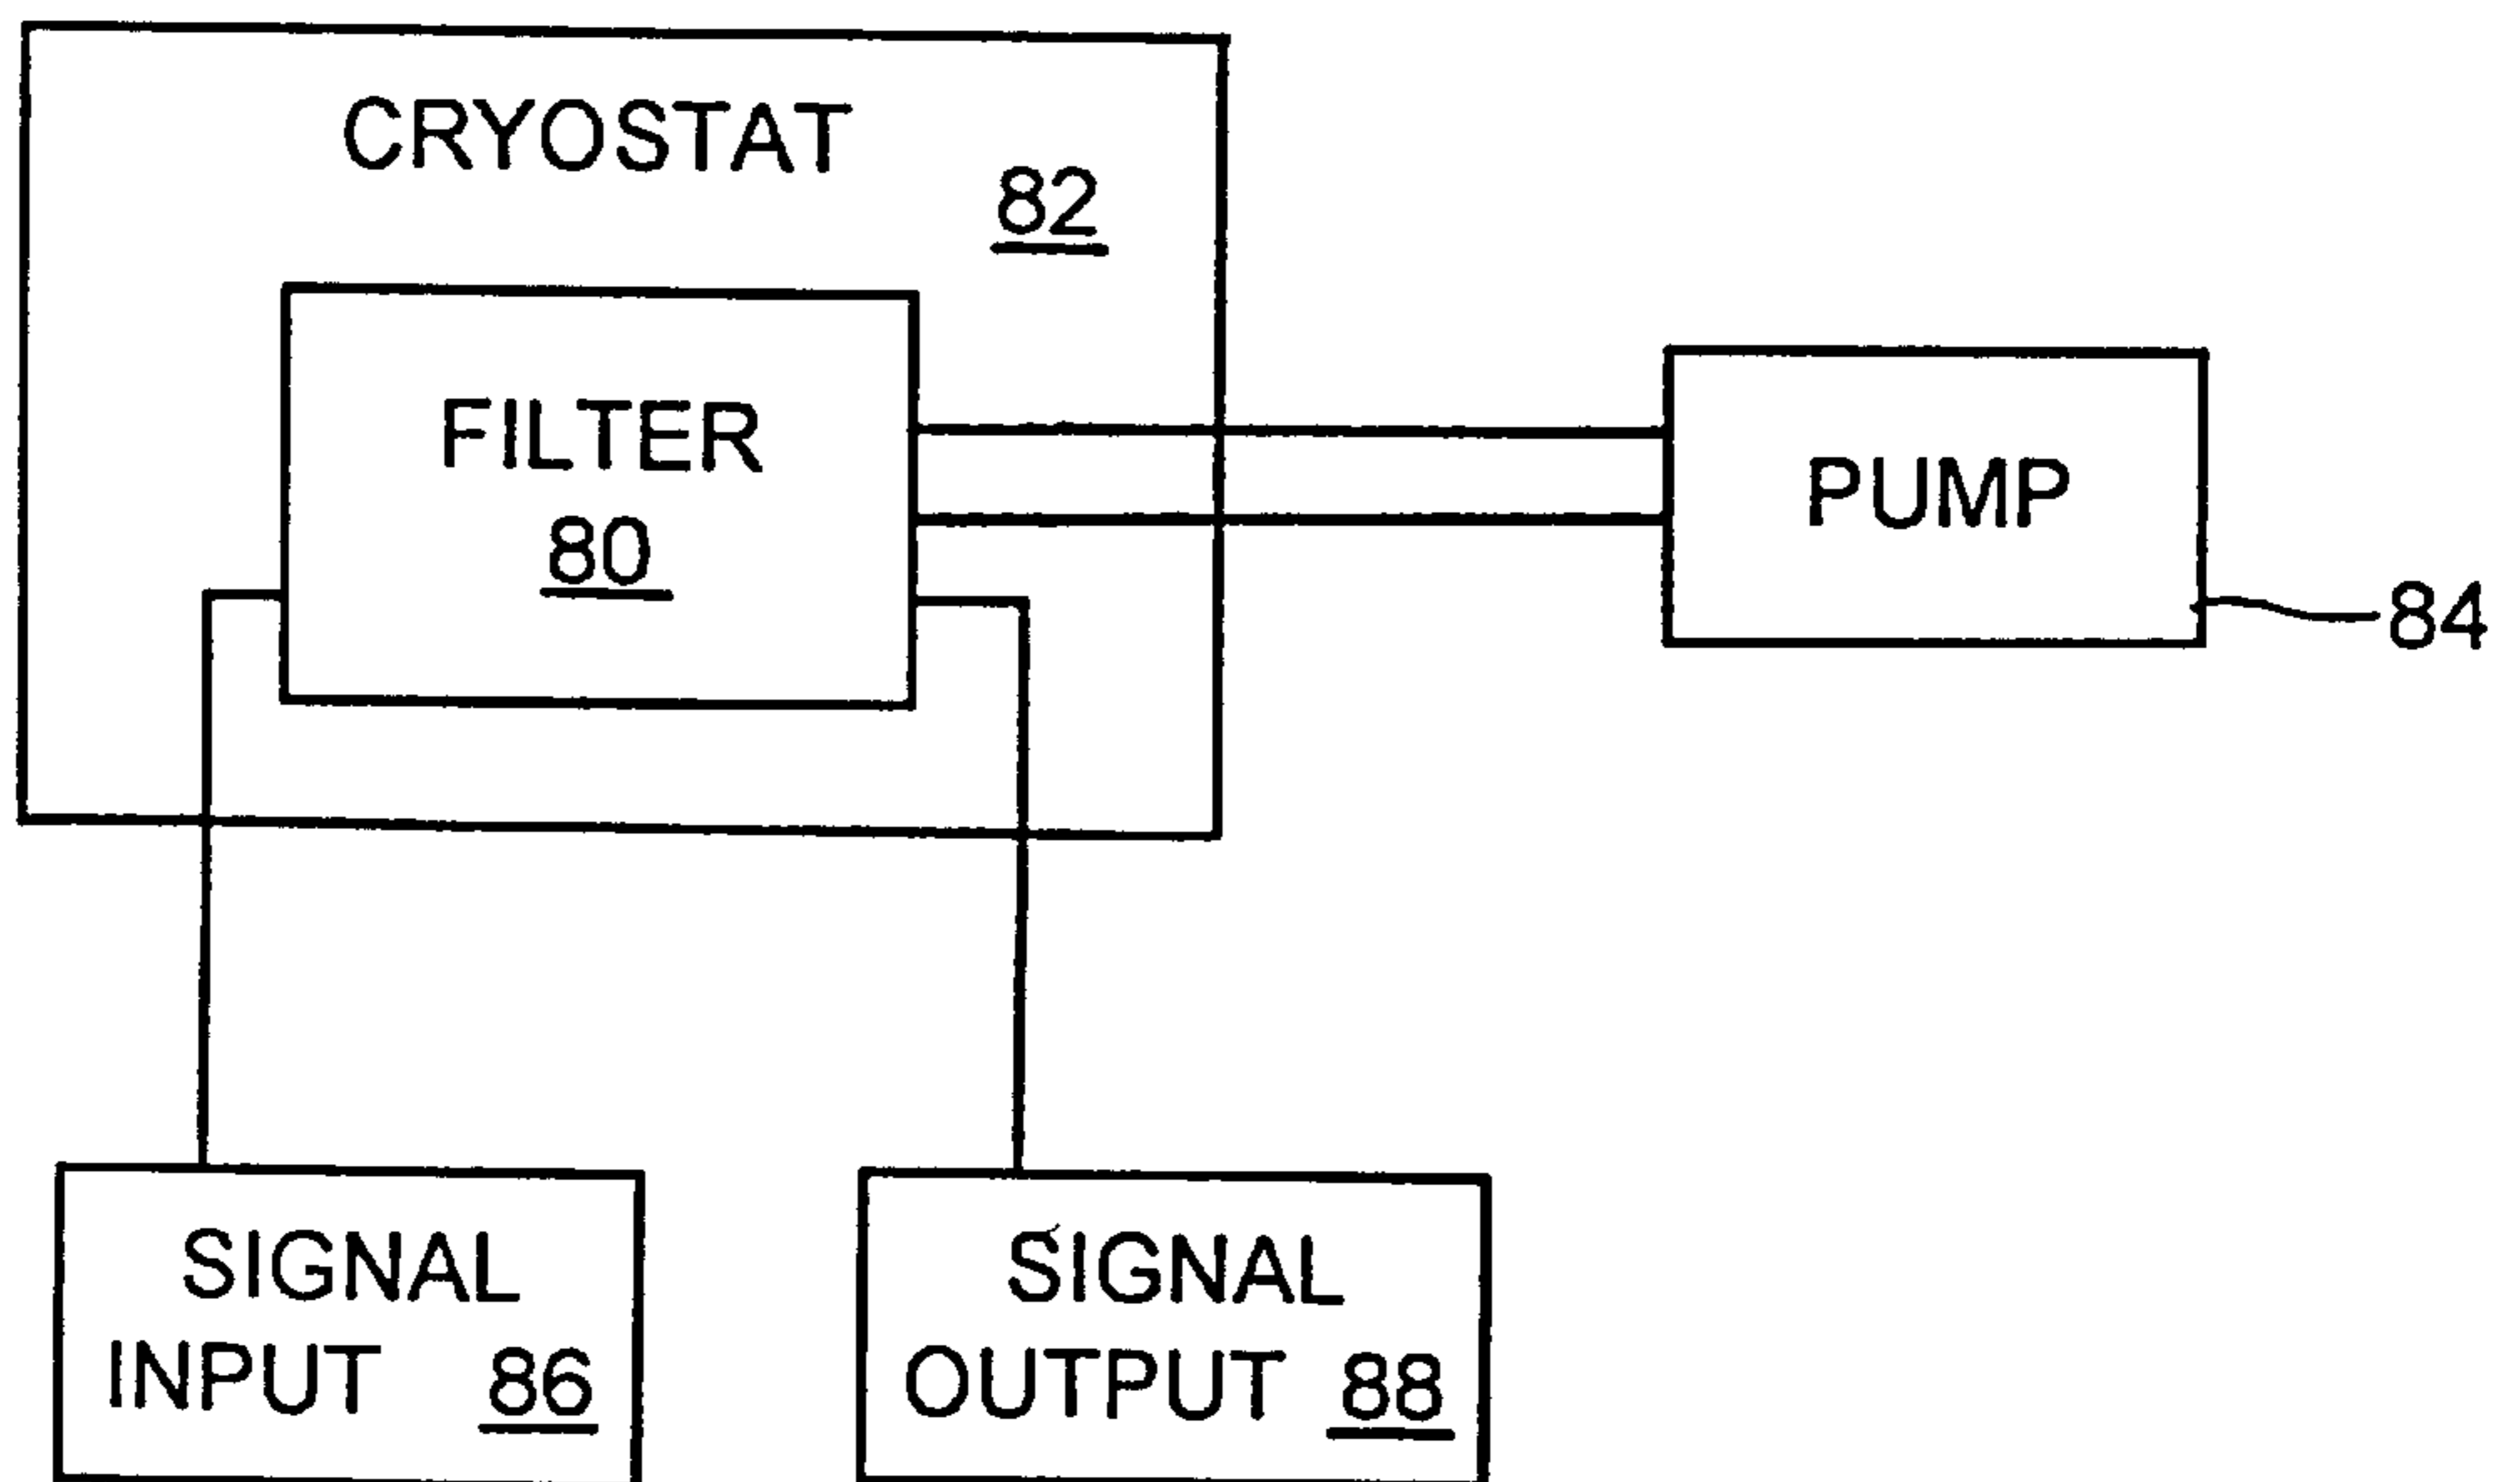 CRYOSTAT
82
FILTER
80
PUMP
84
SIGNAL
INPUT 86
SIGNAL
OUTPUT 88